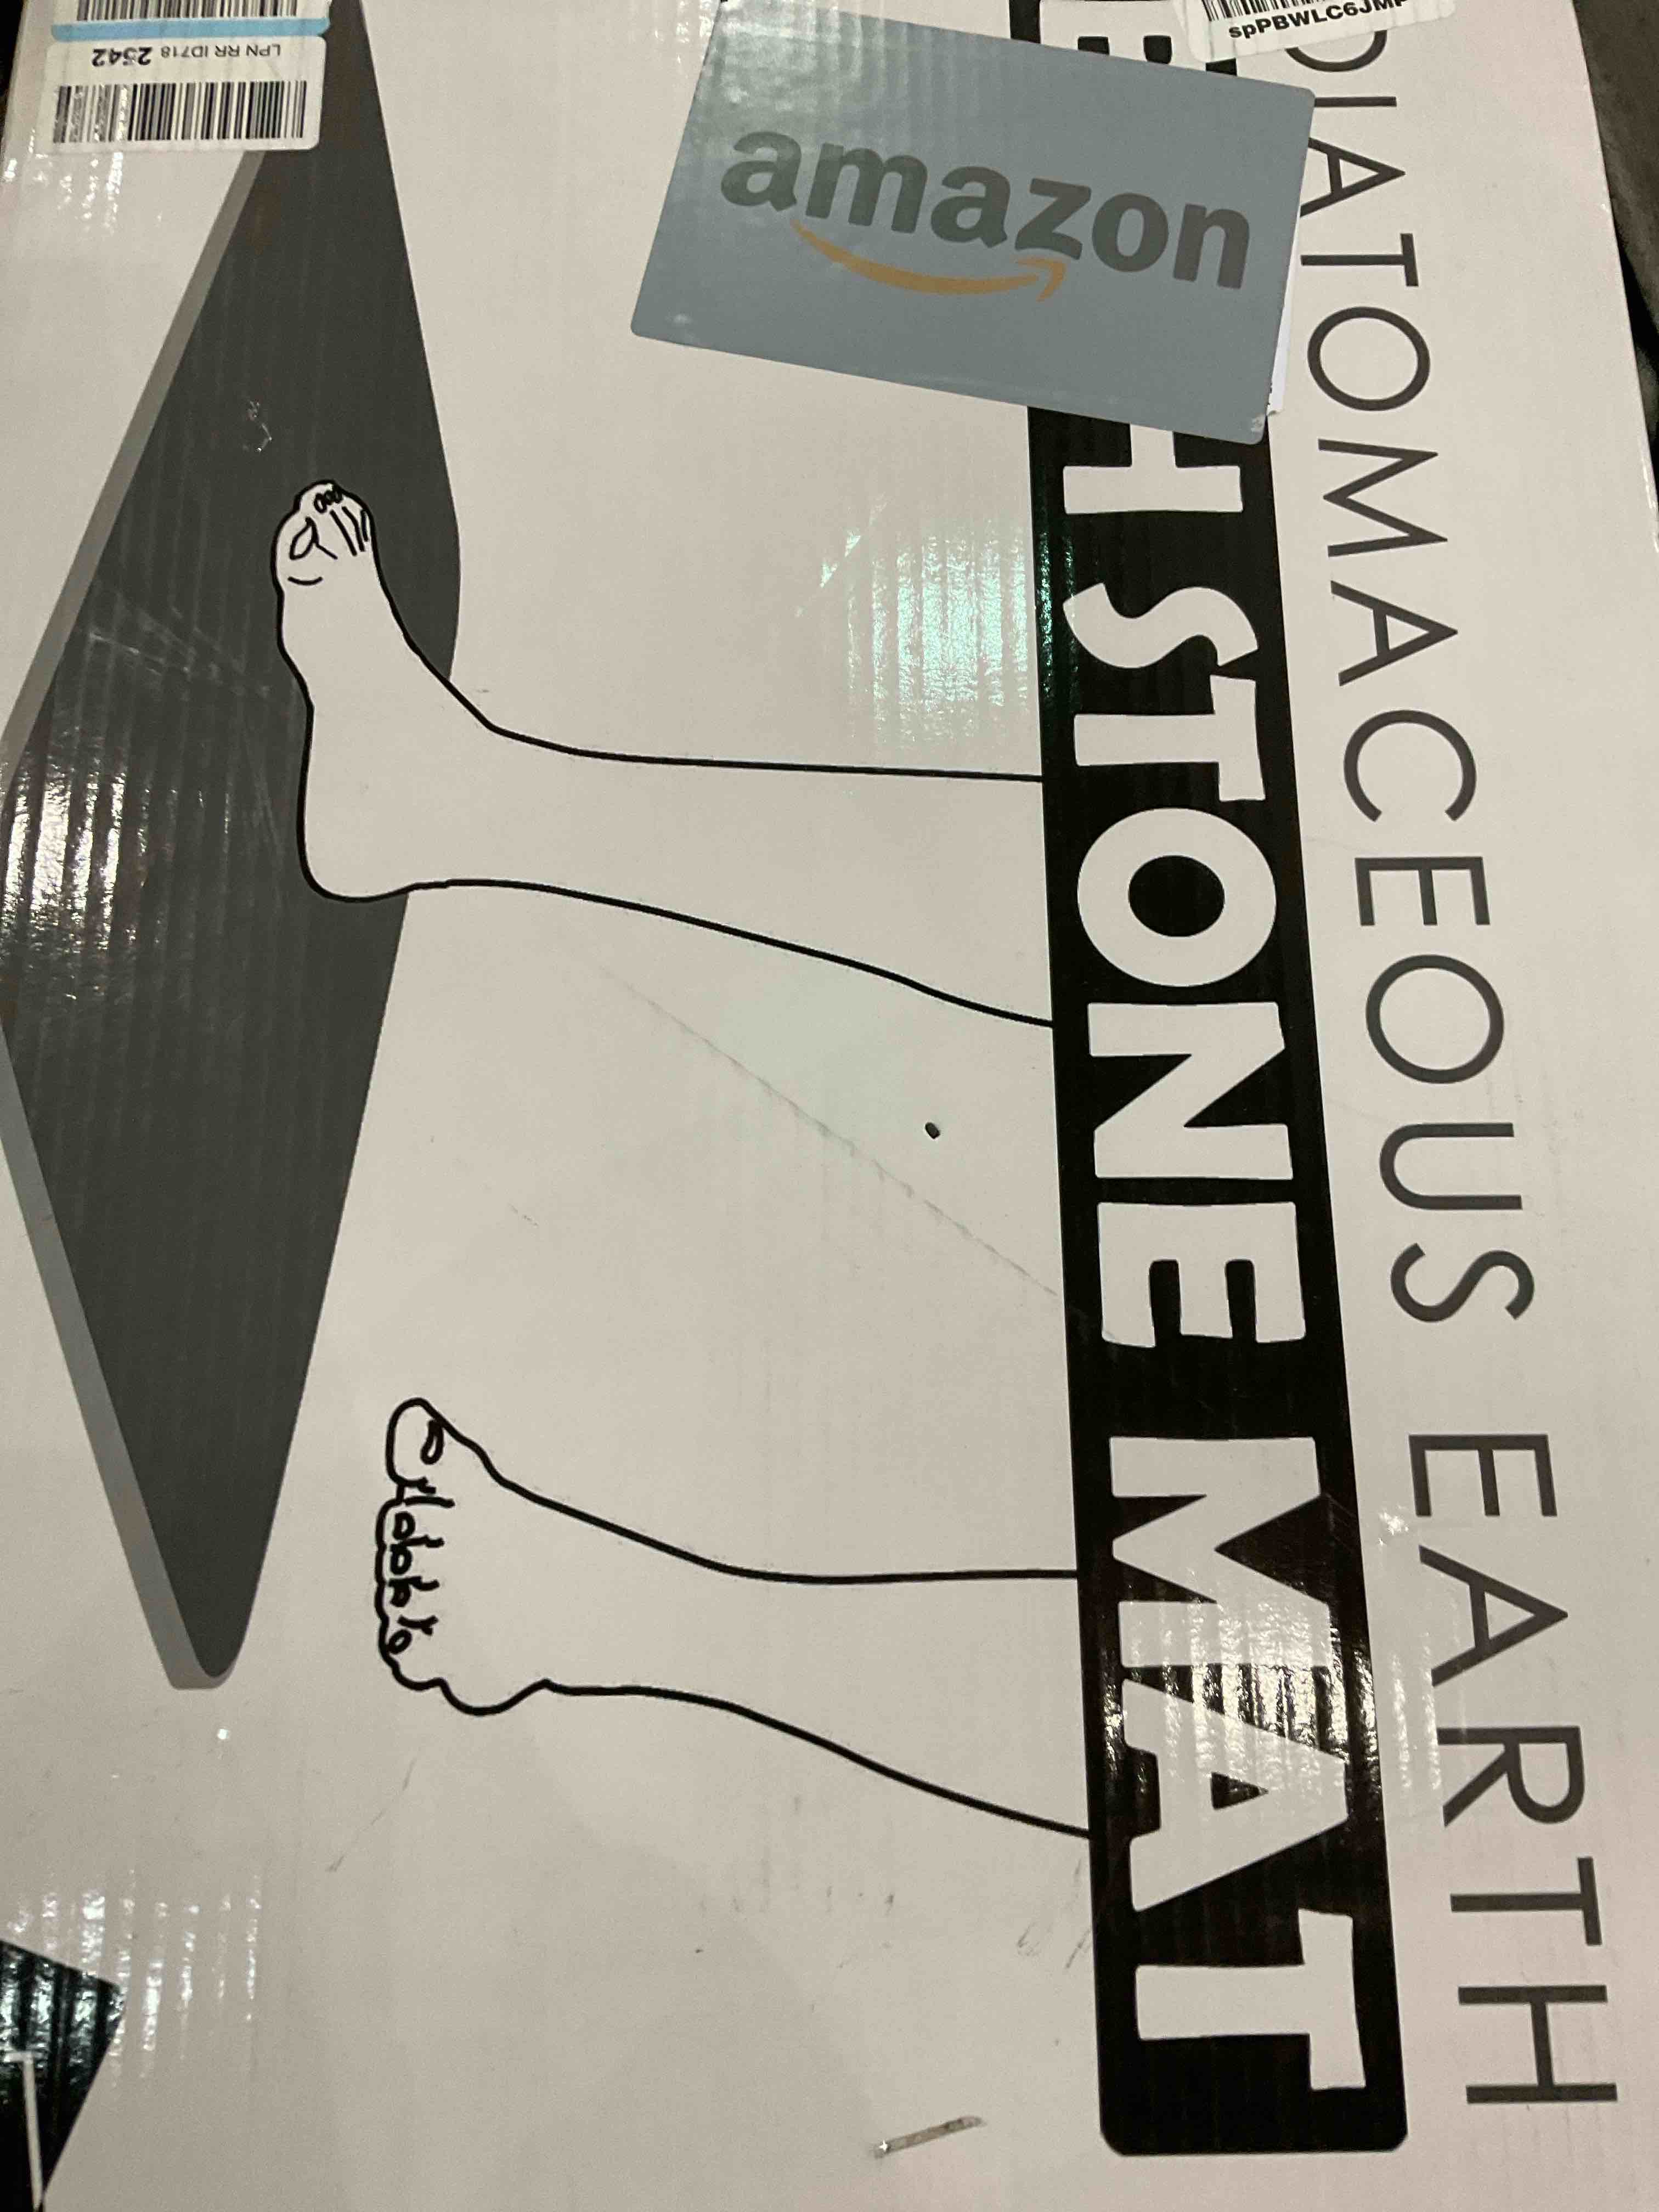 DIATOMACEOUS EARTH
STONE MAT
amazon
LPN RR ID718 2542
spPBWLC6JM